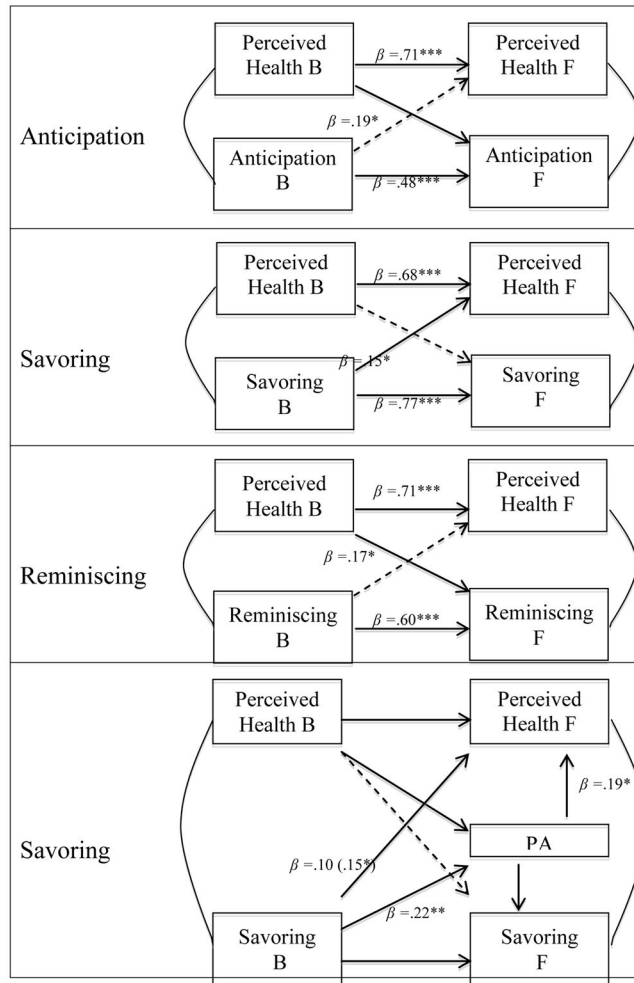 Perceived
Health B
β =.71***
Perceived
Health F
Anticipation
β =.19*
Anticipation
B
β =.48***
Anticipation
F
Perceived
Health B
β =.68***
Perceived
Health F
Savoring
β =.15*
Savoring
B
β =.77***
Savoring
F
Perceived
Health B
β =.71***
Perceived
Health F
Reminiscing
β =.17*
Reminiscing
B
β =.60***
Reminiscing
F
Perceived
Health B
Perceived
Health F
β =.19*
Savoring
PA
β =.10 (.15*)
β =.22**
Savoring
B
Savoring
F